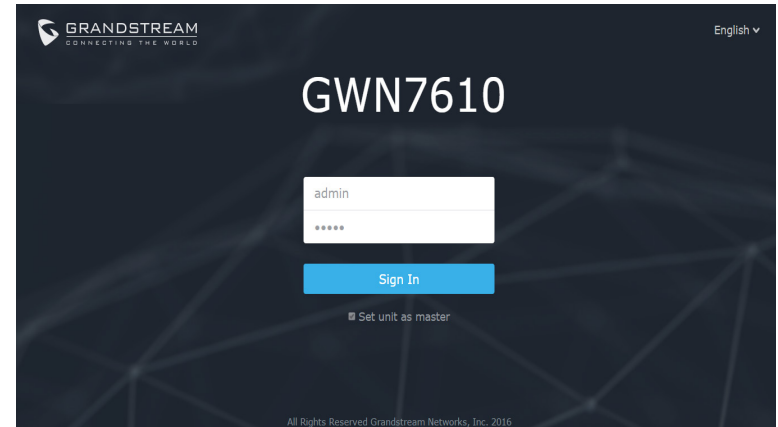 GRANDSTREAM
CONNECTING THE WORLD
English
GWN7610
admin
•••••
Sign In
Set unit as master
All Rights Reserved Grandstream Networks, Inc. 2016